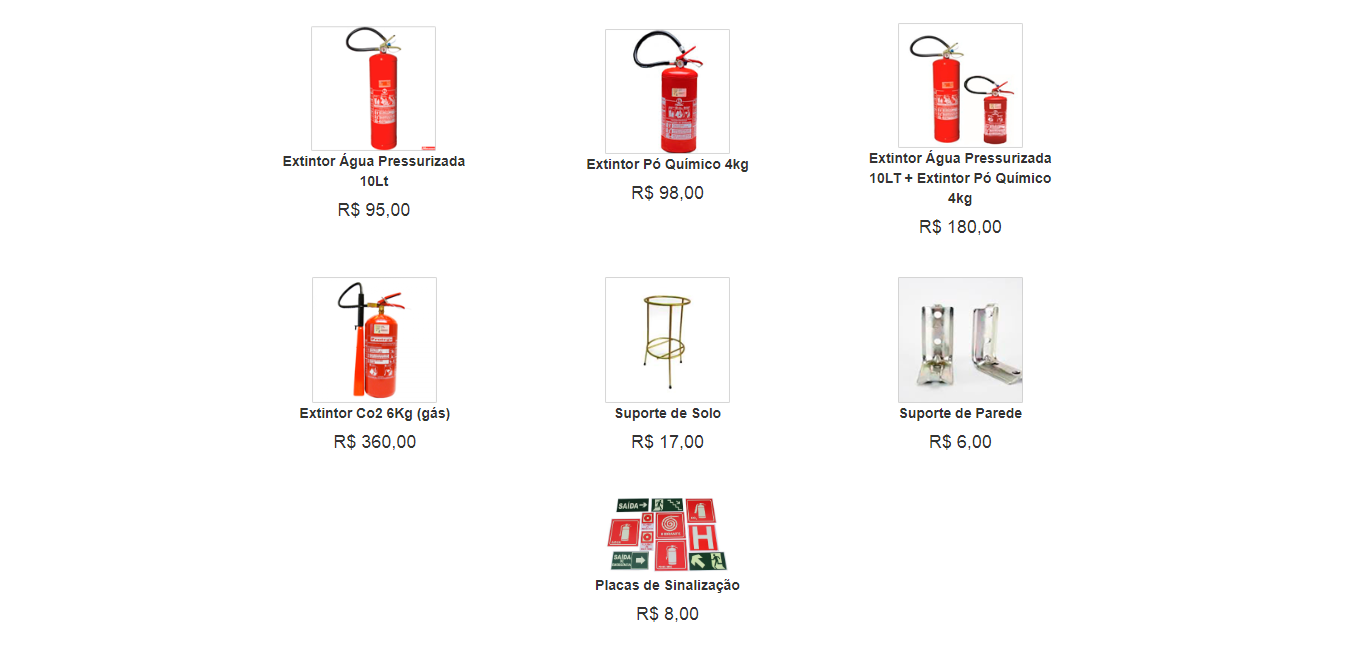 Extintor Água Pressurizada
10Lt
R$ 95,00
Extintor Pó Químico 4kg
R$ 98,00
Extintor Água Pressurizada
10LT + Extintor Pó Químico
4kg
R$ 180,00
Extintor Co2 6Kg (gás)
R$ 360,00
Suporte de Solo
R$ 17,00
Suporte de Parede
R$ 6,00
SAÍDA
H
SAÍDA
Placas de Sinalização
R$ 8,00